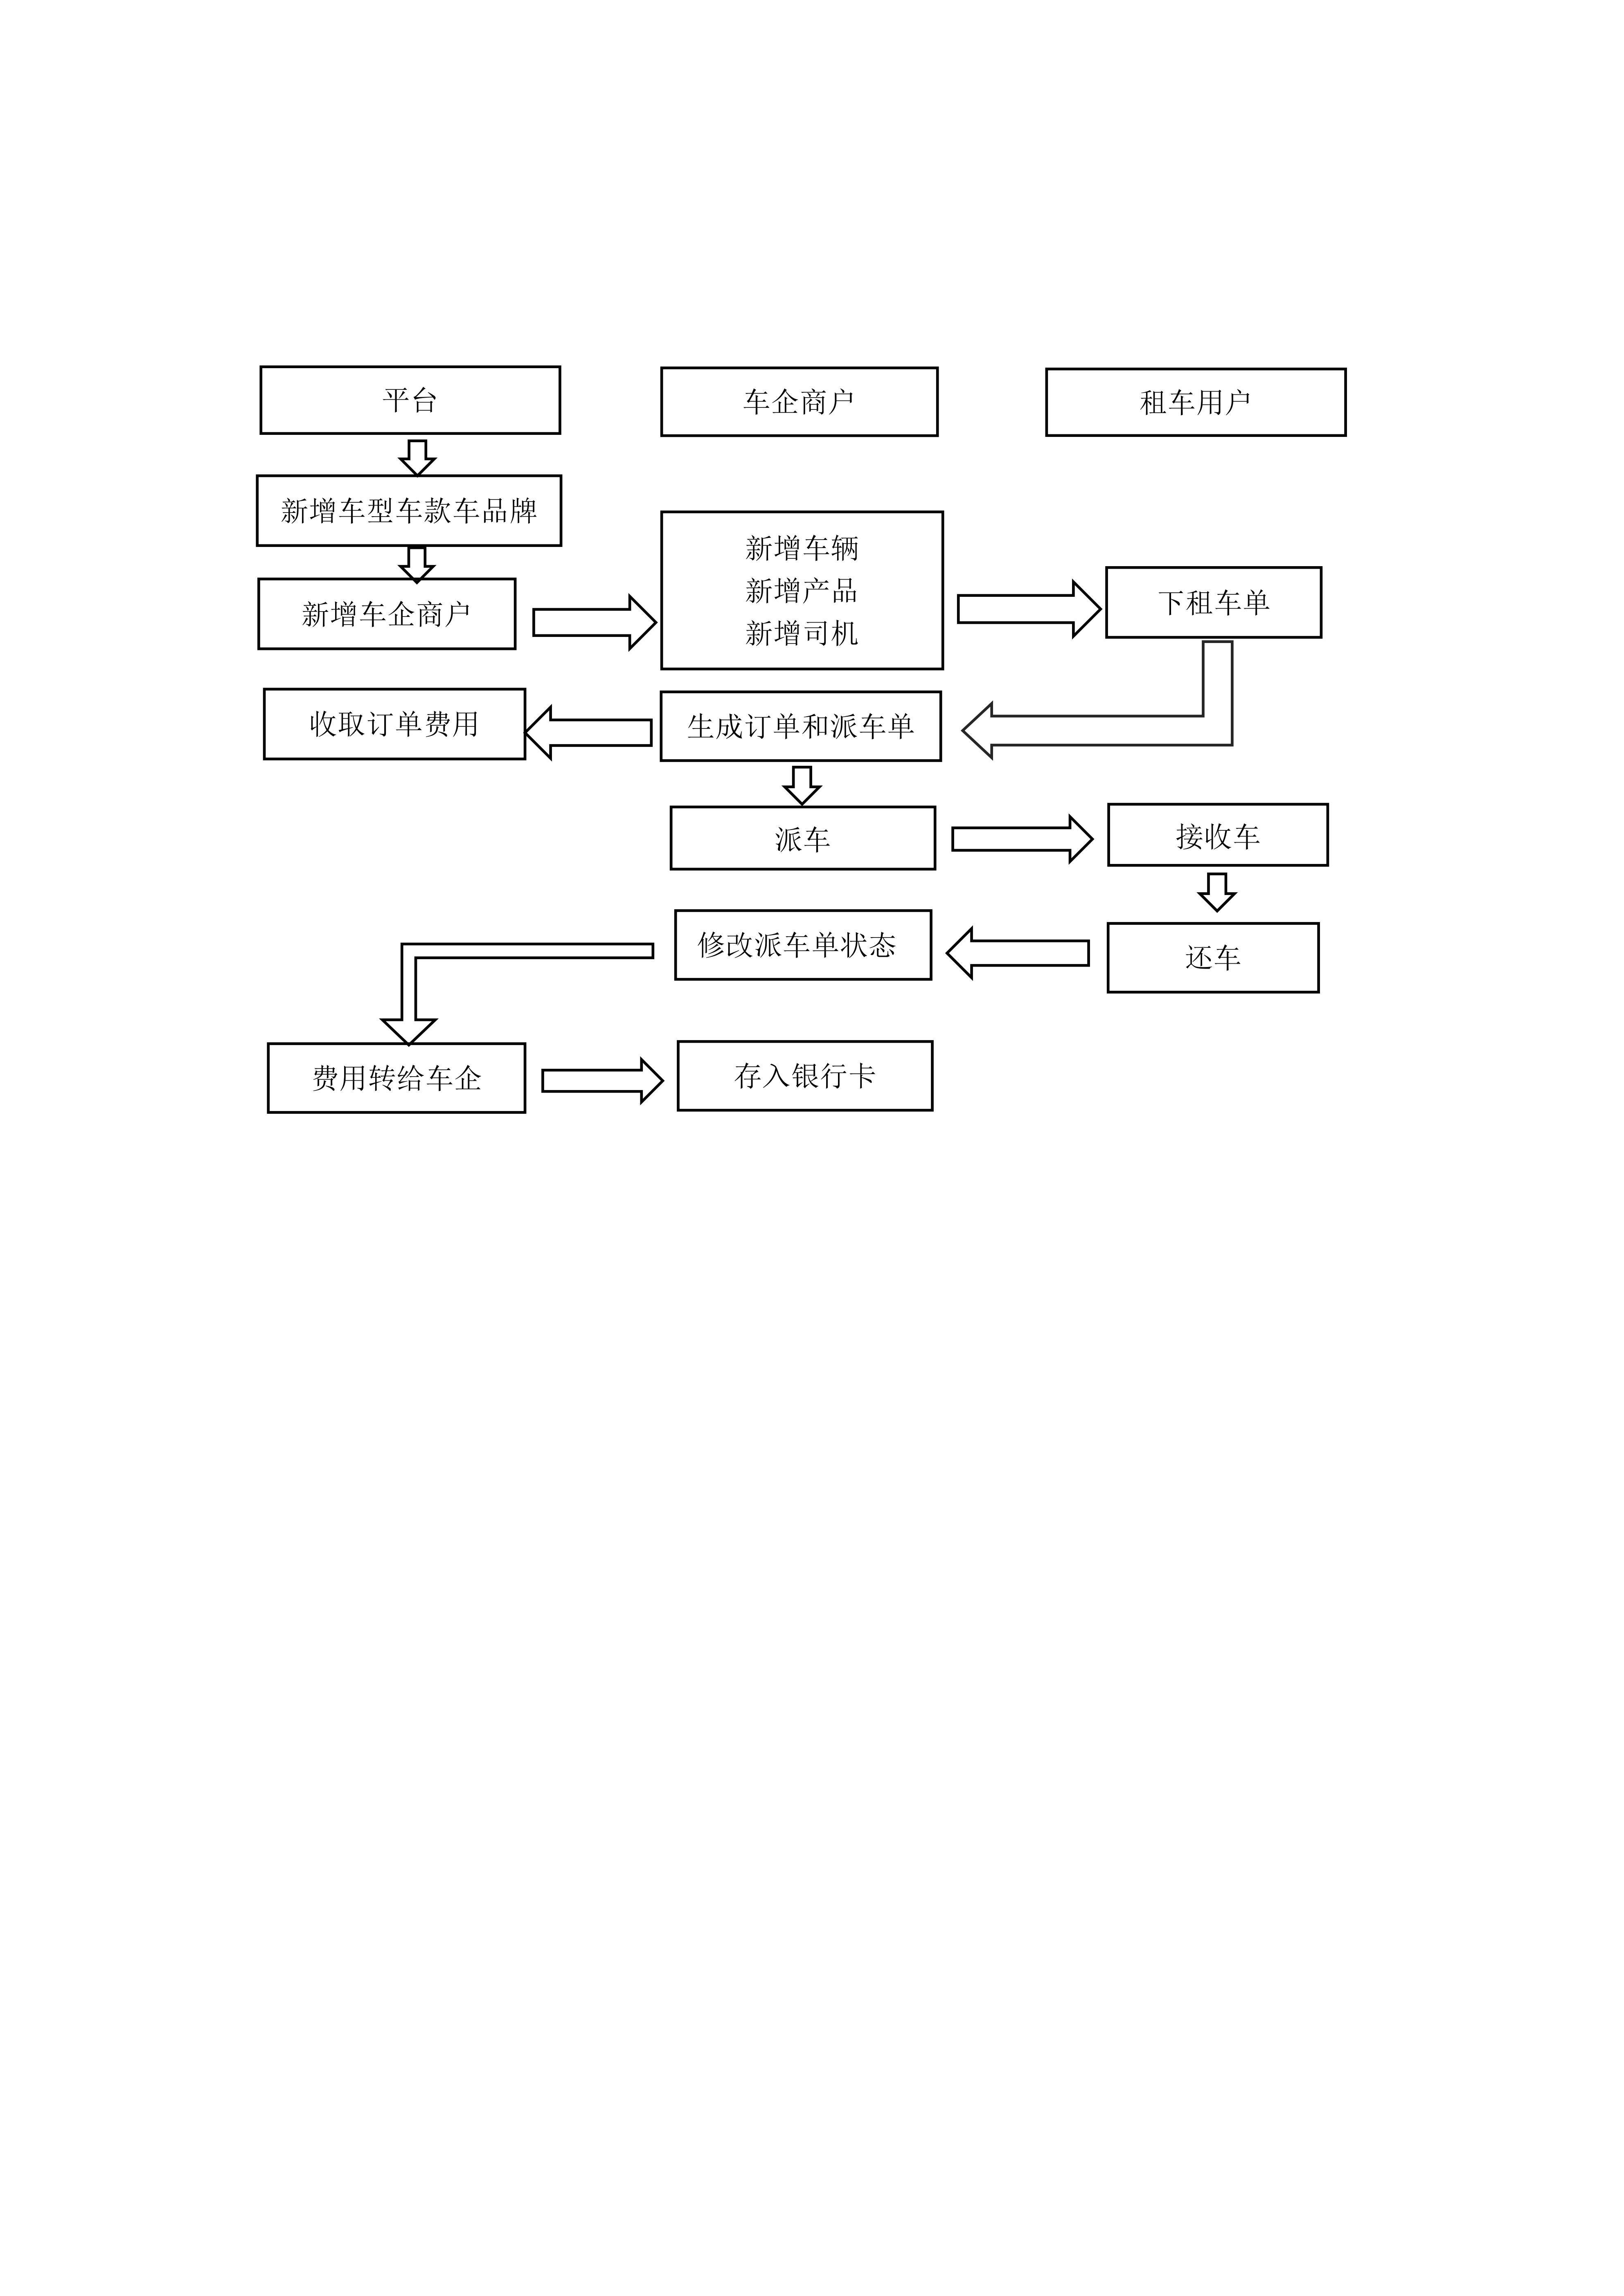 平台
车企商户
租车用户
新增车型车款车品牌
新增车企商户
新增车辆
新增产品
新增司机
下租车单
收取订单费用
生成订单和派车单
派车
接收车
修改派车单状态
还车
费用转给车企
存入银行卡